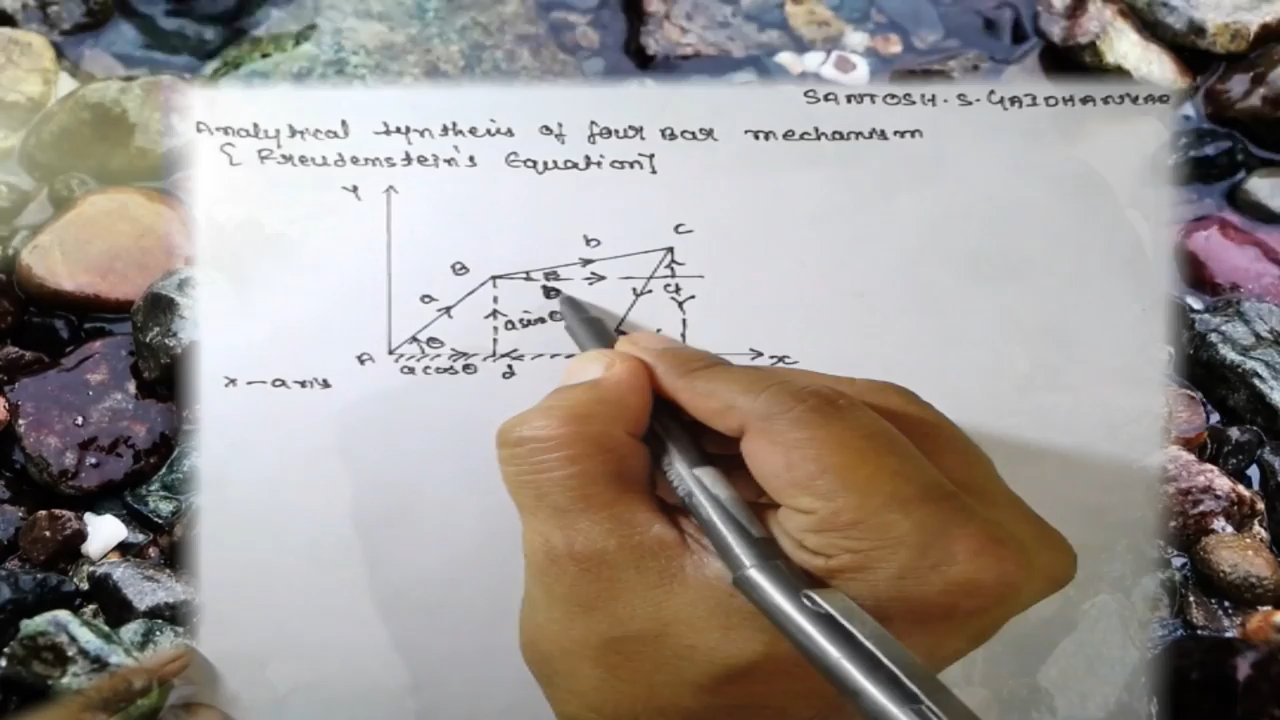 SANTOSH.S.GAIDHANKAR
Analytical synthesis of four Bar mechanism
{ Freudenstein's Equation}
Y
C
b
B
β
a
b
asinθ
θ
A
acosθ d
x
x-axis